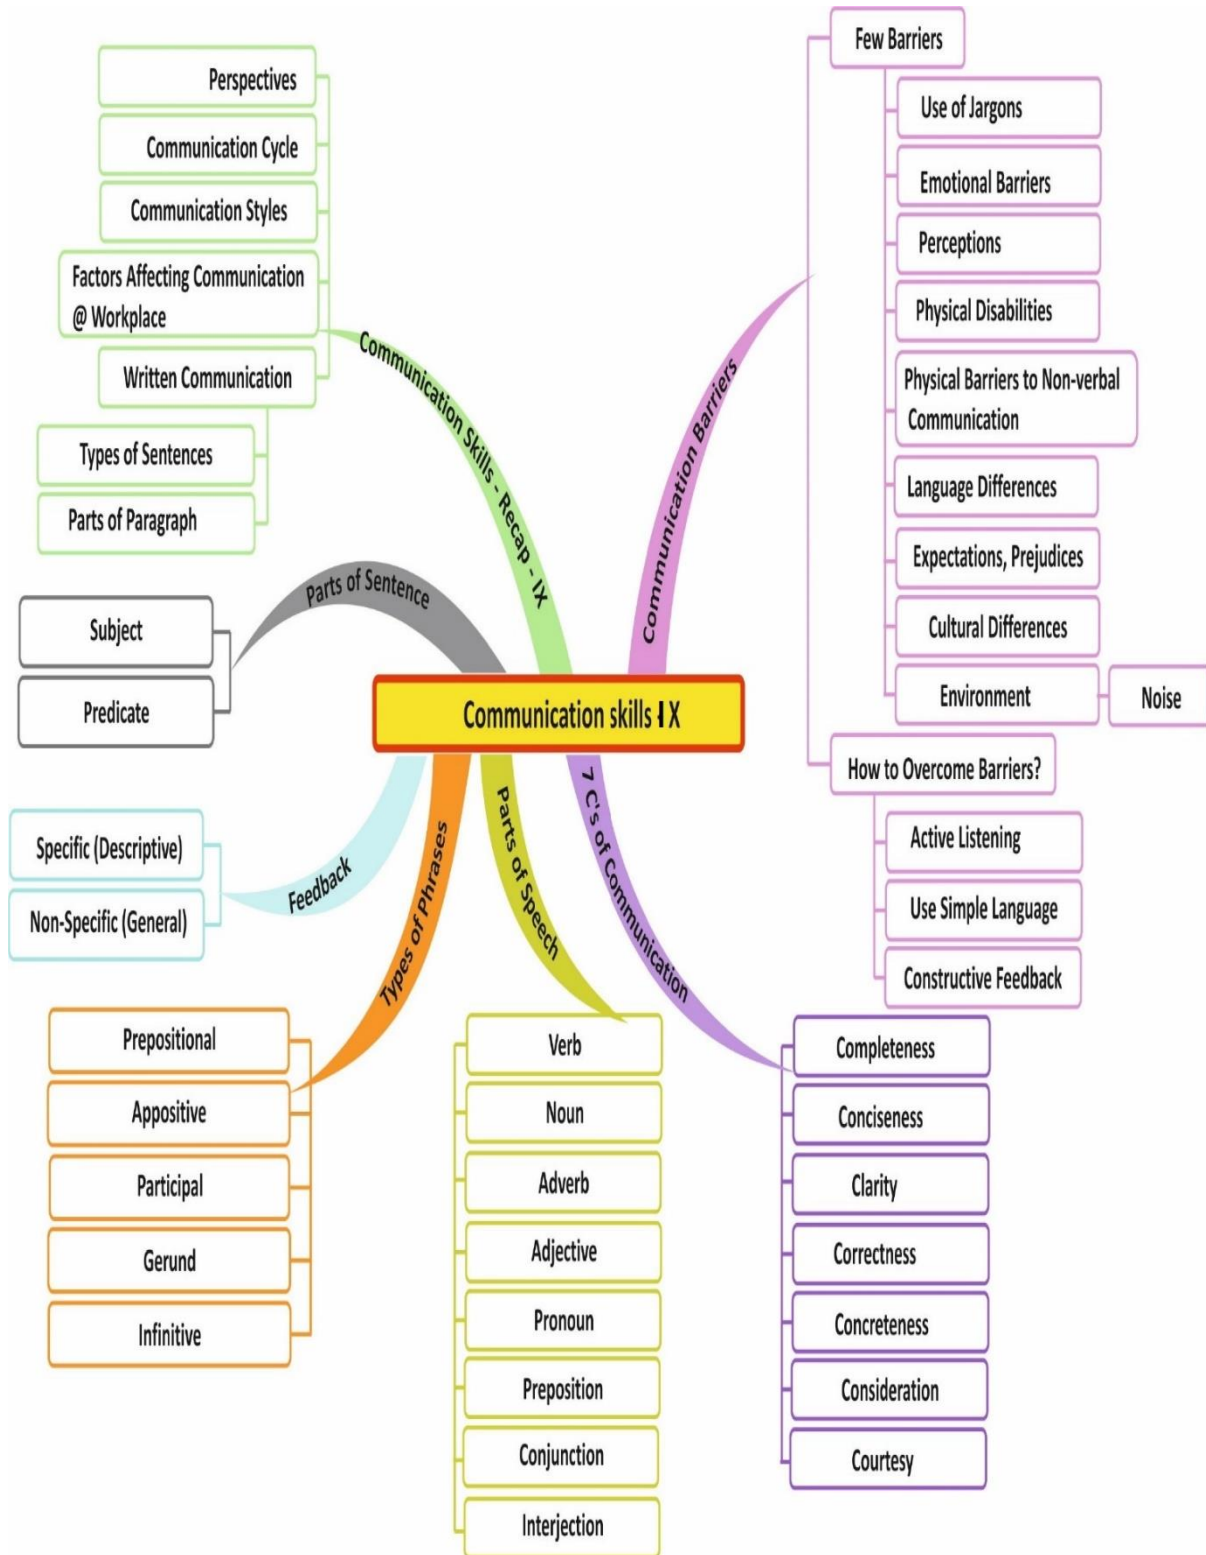 Communication skills I X
Communication Skills - Recap - IX
Perspectives
Communication Cycle
Communication Styles
Factors Affecting Communication
@ Workplace
Written Communication
Types of Sentences
Parts of Paragraph
Parts of Sentence
Subject
Predicate
Feedback
Specific (Descriptive)
Non-Specific (General)
Types of Phrases
Prepositional
Appositive
Participal
Gerund
Infinitive
Parts of Speech
Verb
Noun
Adverb
Adjective
Pronoun
Preposition
Conjunction
Interjection
7 C's of Communication
Completeness
Conciseness
Clarity
Correctness
Concreteness
Consideration
Courtesy
Communication Barriers
Few Barriers
Use of Jargons
Emotional Barriers
Perceptions
Physical Disabilities
Physical Barriers to Non-verbal
Communication
Language Differences
Expectations, Prejudices
Cultural Differences
Environment
Noise
How to Overcome Barriers?
Active Listening
Use Simple Language
Constructive Feedback